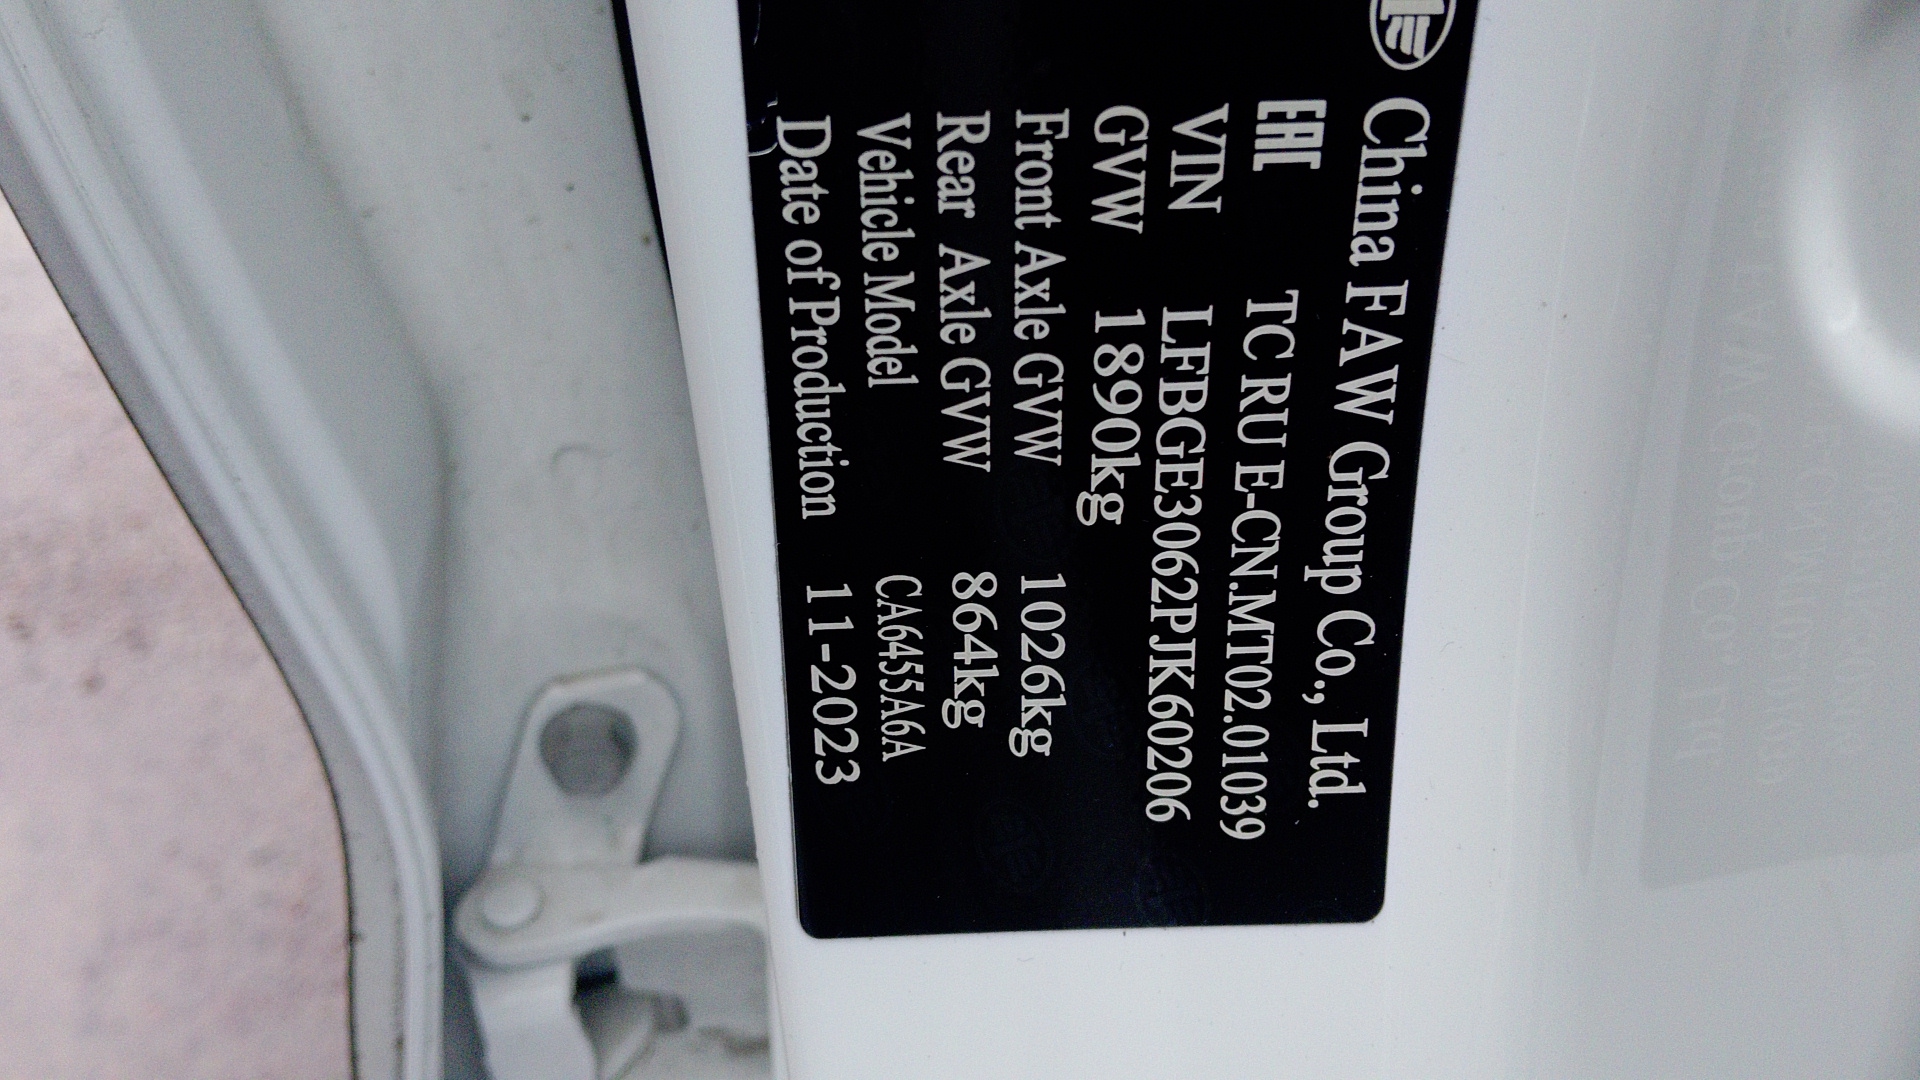 China FAW Group Co., Ltd.
EAC TC RU E-CN.MT02.01039
VIN LFBGE3062PJK60206
GVW 1890kg
Front Axle GVW 1026kg
Rear Axle GVW 864kg
Vehicle Model CA6455A6A
Date of Production 11-2023